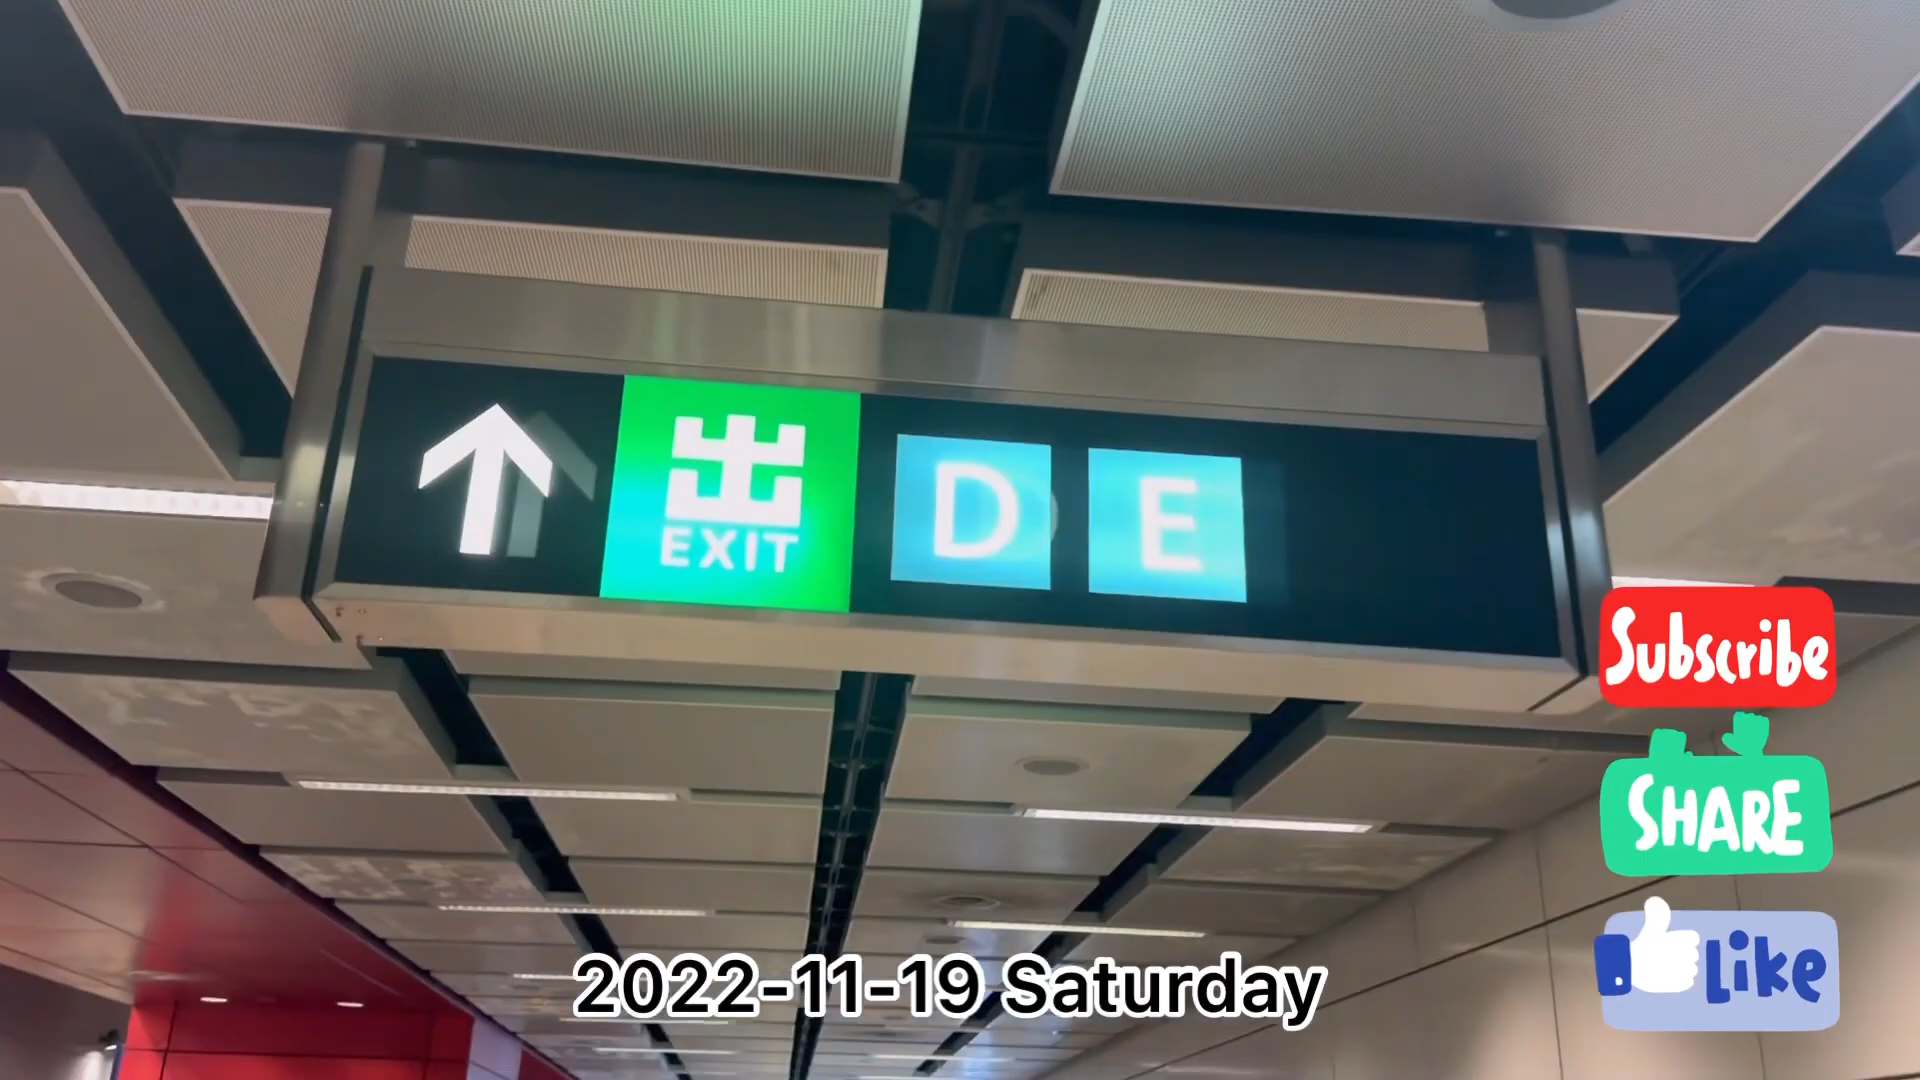 出
EXIT
D E
Subscribe
SHARE
Like
2022-11-19 Saturday